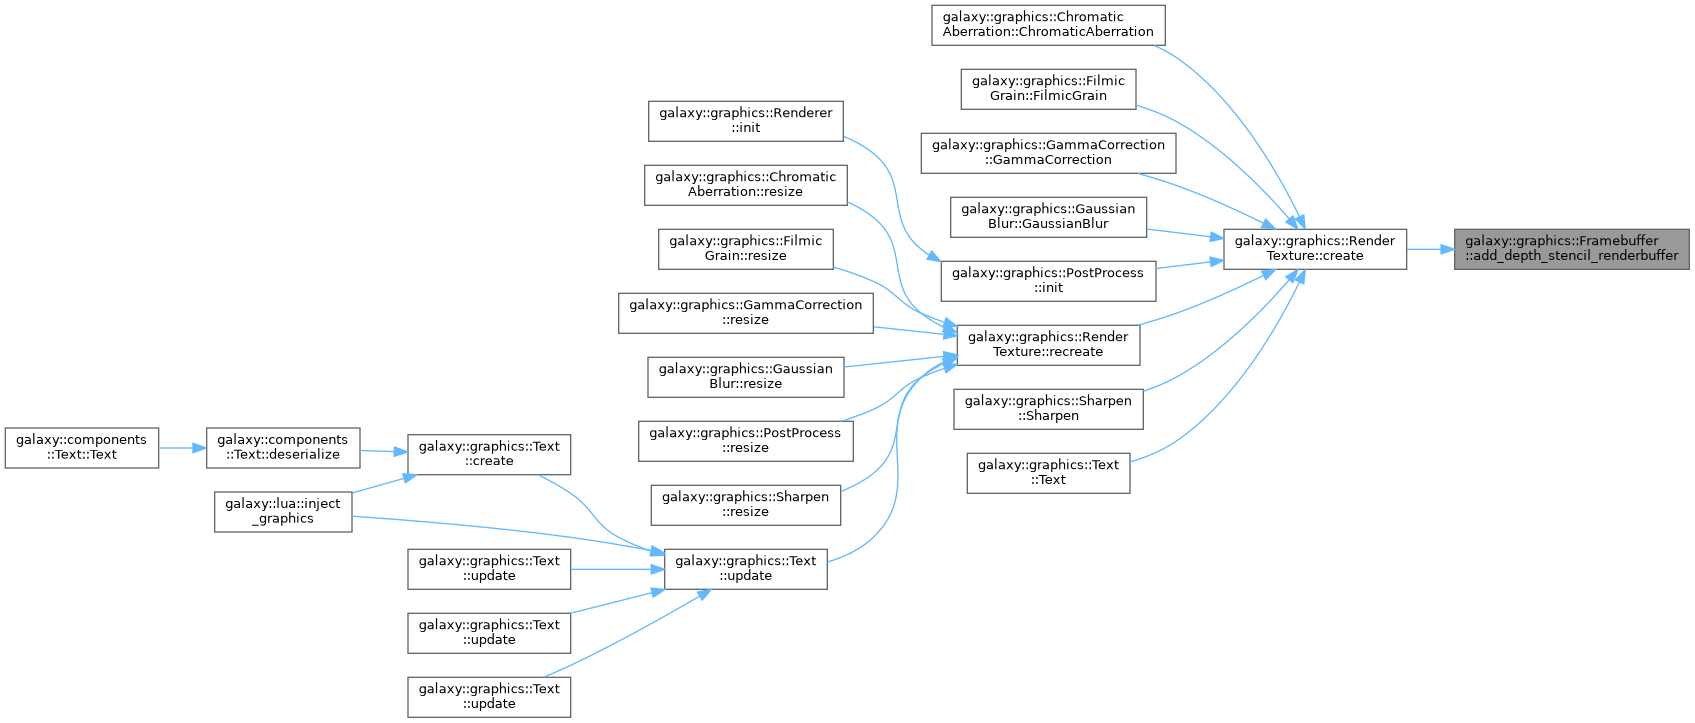 galaxy::graphics::Chromatic
Aberration::ChromaticAberration
galaxy::graphics::Filmic
Grain::FilmicGrain
galaxy::graphics::Renderer
::init
galaxy::graphics::GammaCorrection
::GammaCorrection
galaxy::graphics::Chromatic
Aberration::resize
galaxy::graphics::Gaussian
Blur::GaussianBlur
galaxy::graphics::Filmic
Grain::resize
galaxy::graphics::Render
Texture::create
galaxy::graphics::Framebuffer
::add_depth_stencil_renderbuffer
galaxy::graphics::PostProcess
::init
galaxy::graphics::GammaCorrection
::resize
galaxy::graphics::Render
Texture::recreate
galaxy::graphics::Gaussian
Blur::resize
galaxy::graphics::Sharpen
::Sharpen
galaxy::graphics::PostProcess
::resize
galaxy::components
::Text::Text
galaxy::components
::Text::deserialize
galaxy::graphics::Text
::create
galaxy::graphics::Text
::Text
galaxy::graphics::Sharpen
::resize
galaxy::lua::inject
_graphics
galaxy::graphics::Text
::update
galaxy::graphics::Text
::update
galaxy::graphics::Text
::update
galaxy::graphics::Text
::update